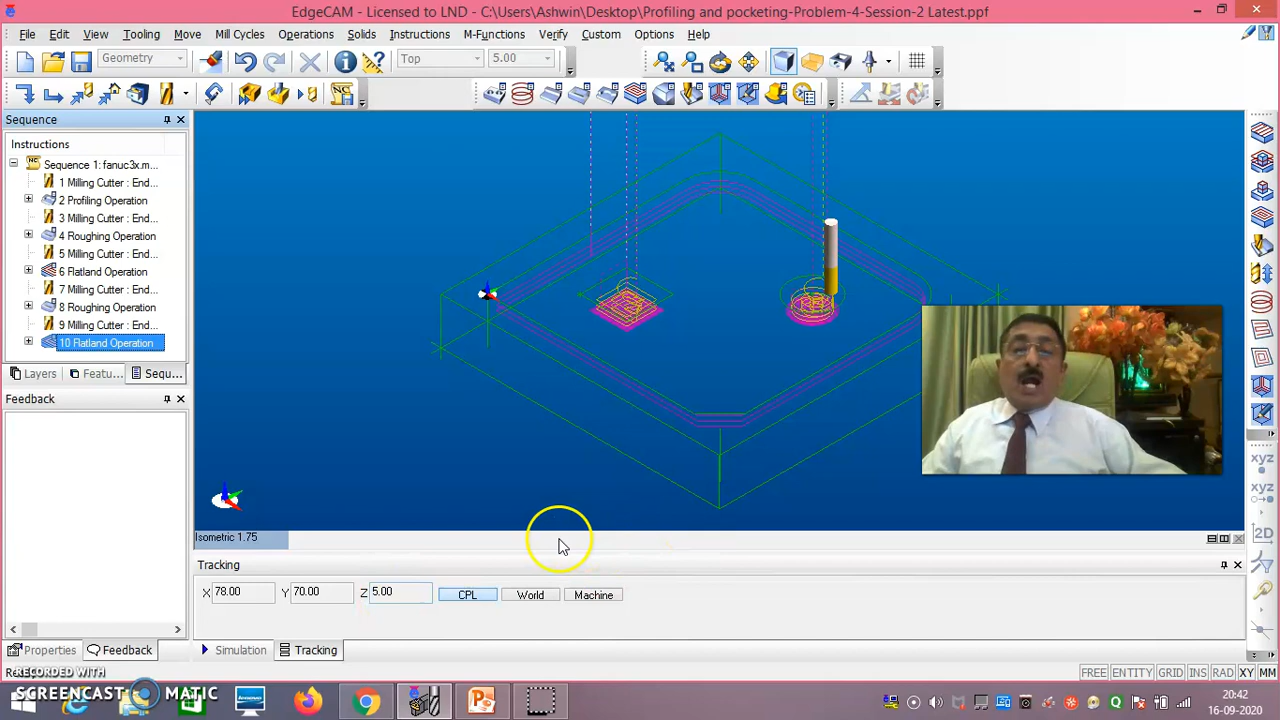 EdgeCAM - Licensed to LND - C:\Users\Ashwin\Desktop\Profiling and pocketing-Problem-4-Session-2 Latest.ppf
File Edit View Tooling Move Mill Cycles Operations Solids Instructions M-Functions Verify Custom Options Help
Geometry Top 5.00
Sequence
Instructions
Sequence 1: fanuc3x.m...
1 Milling Cutter : End...
2 Profiling Operation
3 Milling Cutter : End...
4 Roughing Operation
5 Milling Cutter : End...
6 Flatland Operation
7 Milling Cutter : End...
8 Roughing Operation
9 Milling Cutter : End...
10 Flatland Operation
Layers Featu... Sequ...
Feedback
xyz
xyz
2D
Isometric 1.75
Tracking
X 78.00 Y 70.00 Z 5.00 CPL World Machine
Properties Feedback Simulation Tracking
RECORDED WITH
FREE ENTITY GRID INS RAD XY MM
SCREENCAST MATIC
20:42
16-09-2020